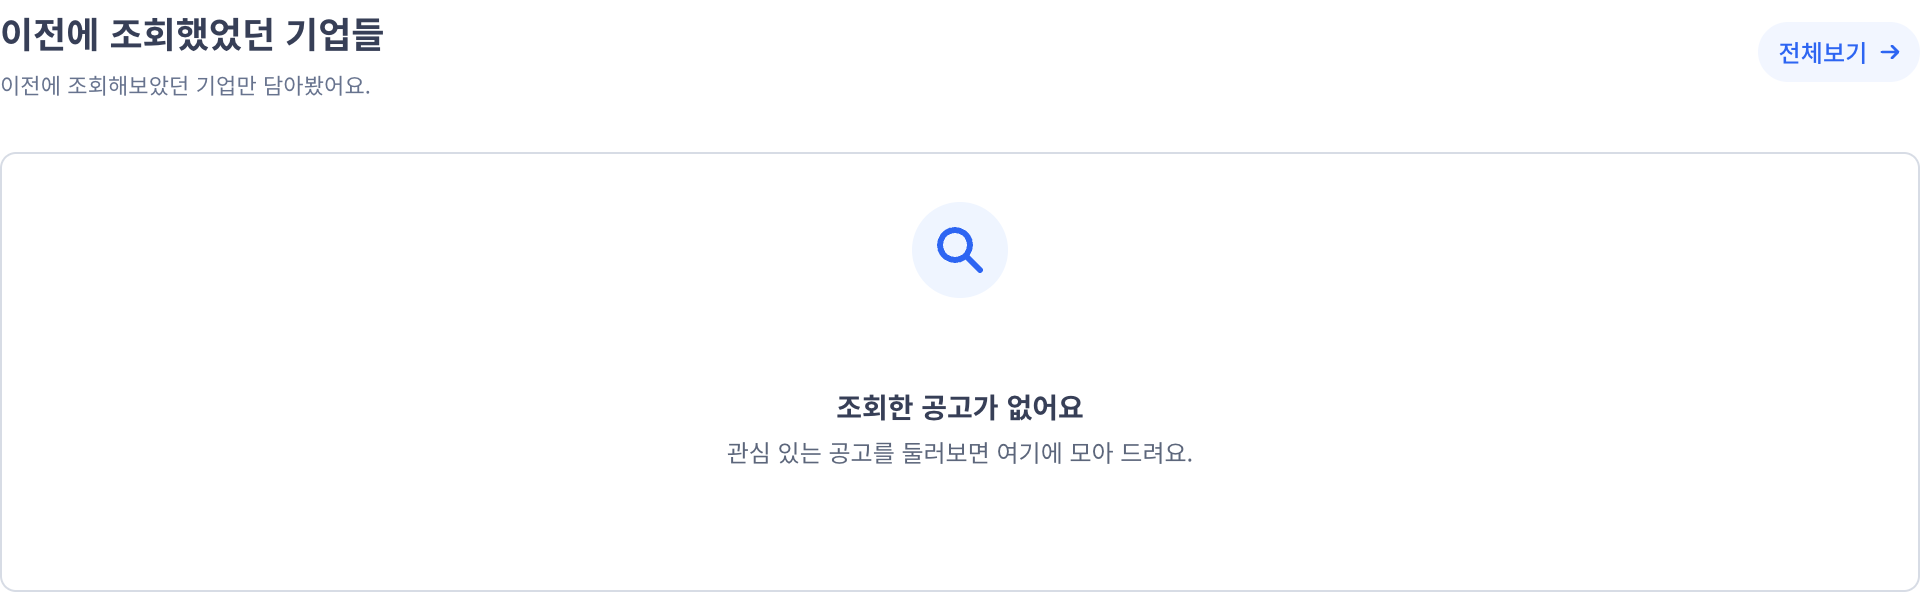 이전에 조회했었던 기업들
이전에 조회해보았던 기업만 담아봤어요.
전체보기
조회한 공고가 없어요
관심 있는 공고를 둘러보면 여기에 모아 드려요.